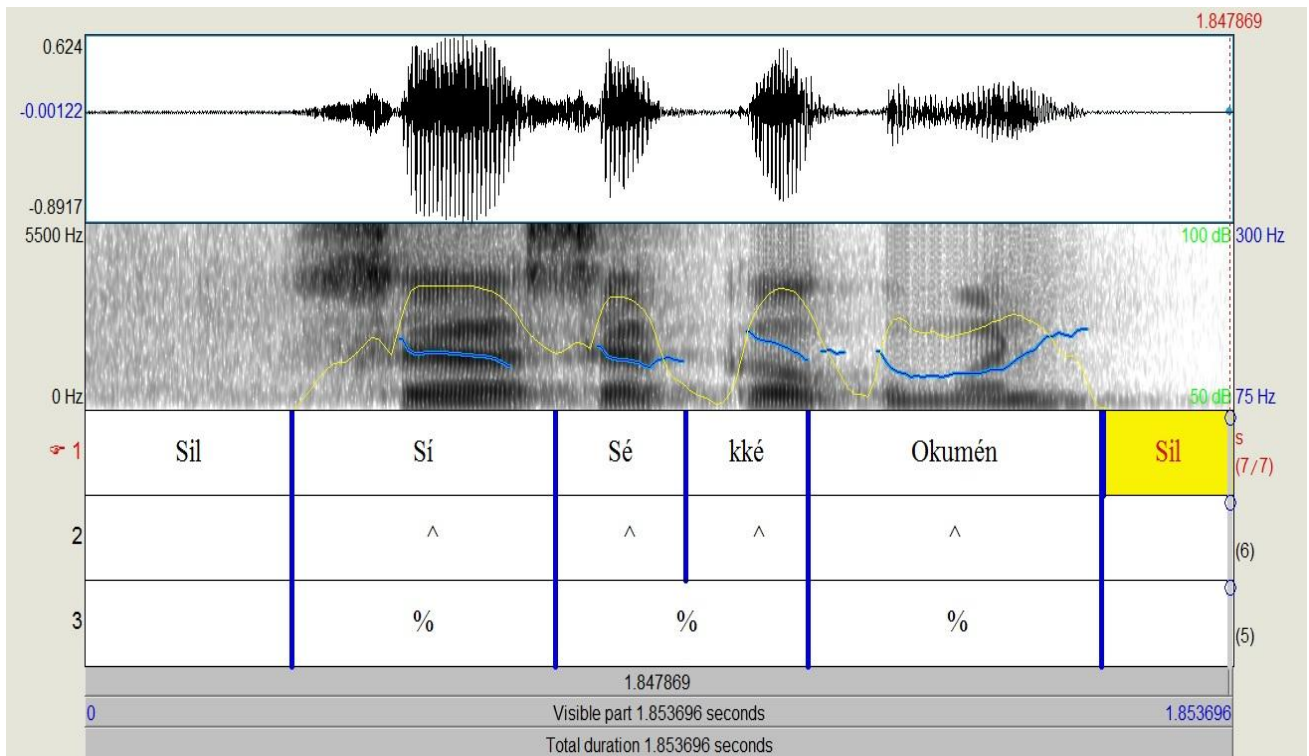 1.847869
0.624
-0.00122
-0.8917
5500 Hz 100 dB 300 Hz
0 Hz 50 dB 75 Hz
☞ 1 Sil Sí Sé kké Okumén Sil s (7/7)
2 ^ ^ ^ ^ (6)
3 % % % (5)
1.847869
0 Visible part 1.853696 seconds 1.853696
Total duration 1.853696 seconds